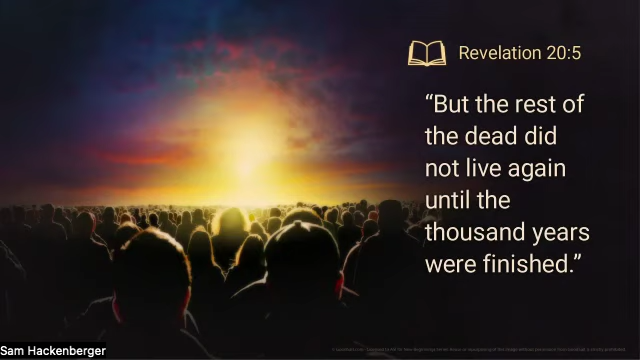 Revelation 20:5
“But the rest of
the dead did
not live again
until the
thousand years
were finished.”
Sam Hackenberger